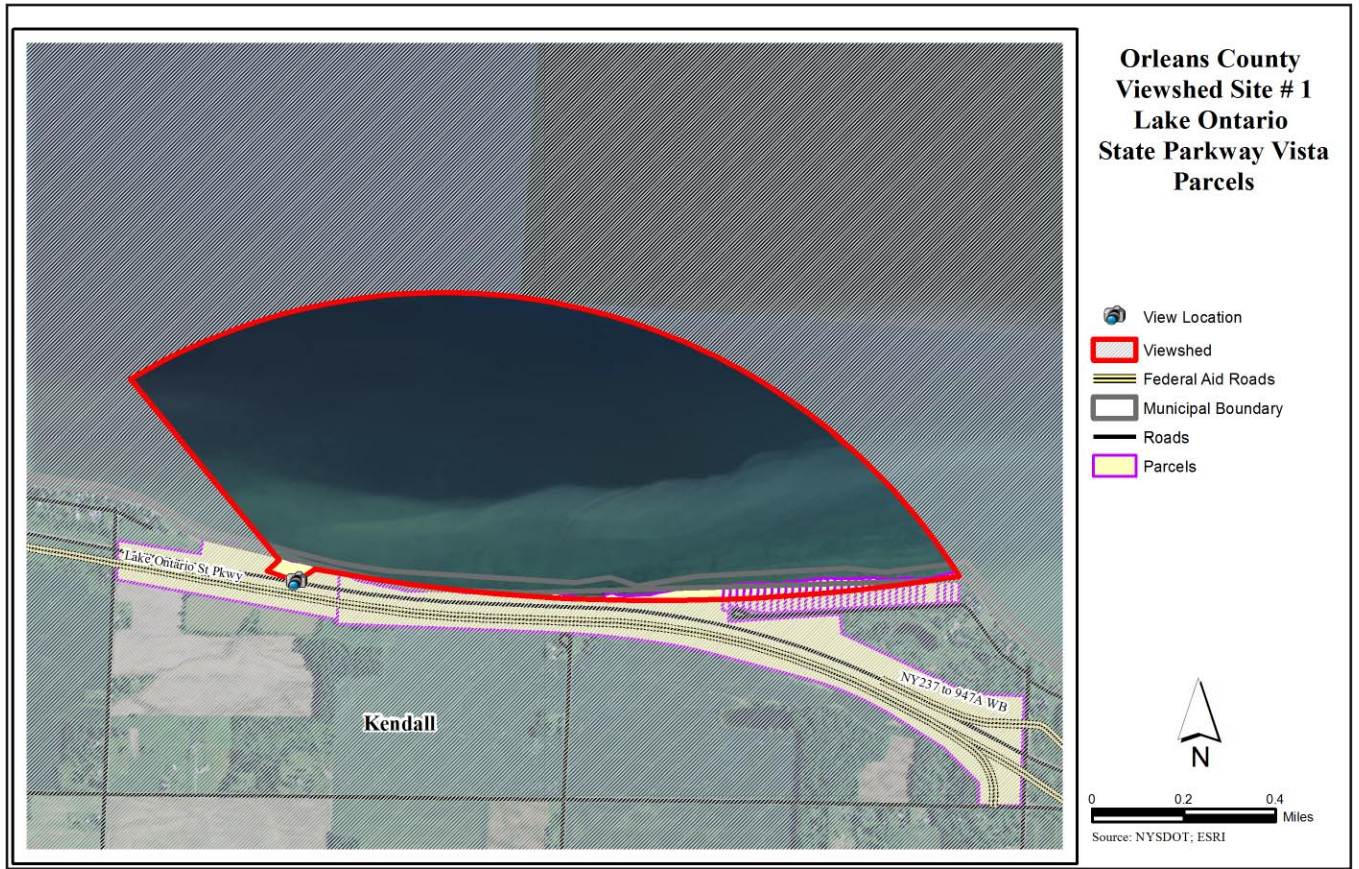 Orleans County
Viewshed Site # 1
Lake Ontario
State Parkway Vista
Parcels
View Location
Viewshed
Federal Aid Roads
Municipal Boundary
Roads
Parcels
Lake Ontario St Pkwy
NY237 to 947A WB
Kendall
N
0 0.2 0.4
Miles
Source: NYSDOT; ESRI